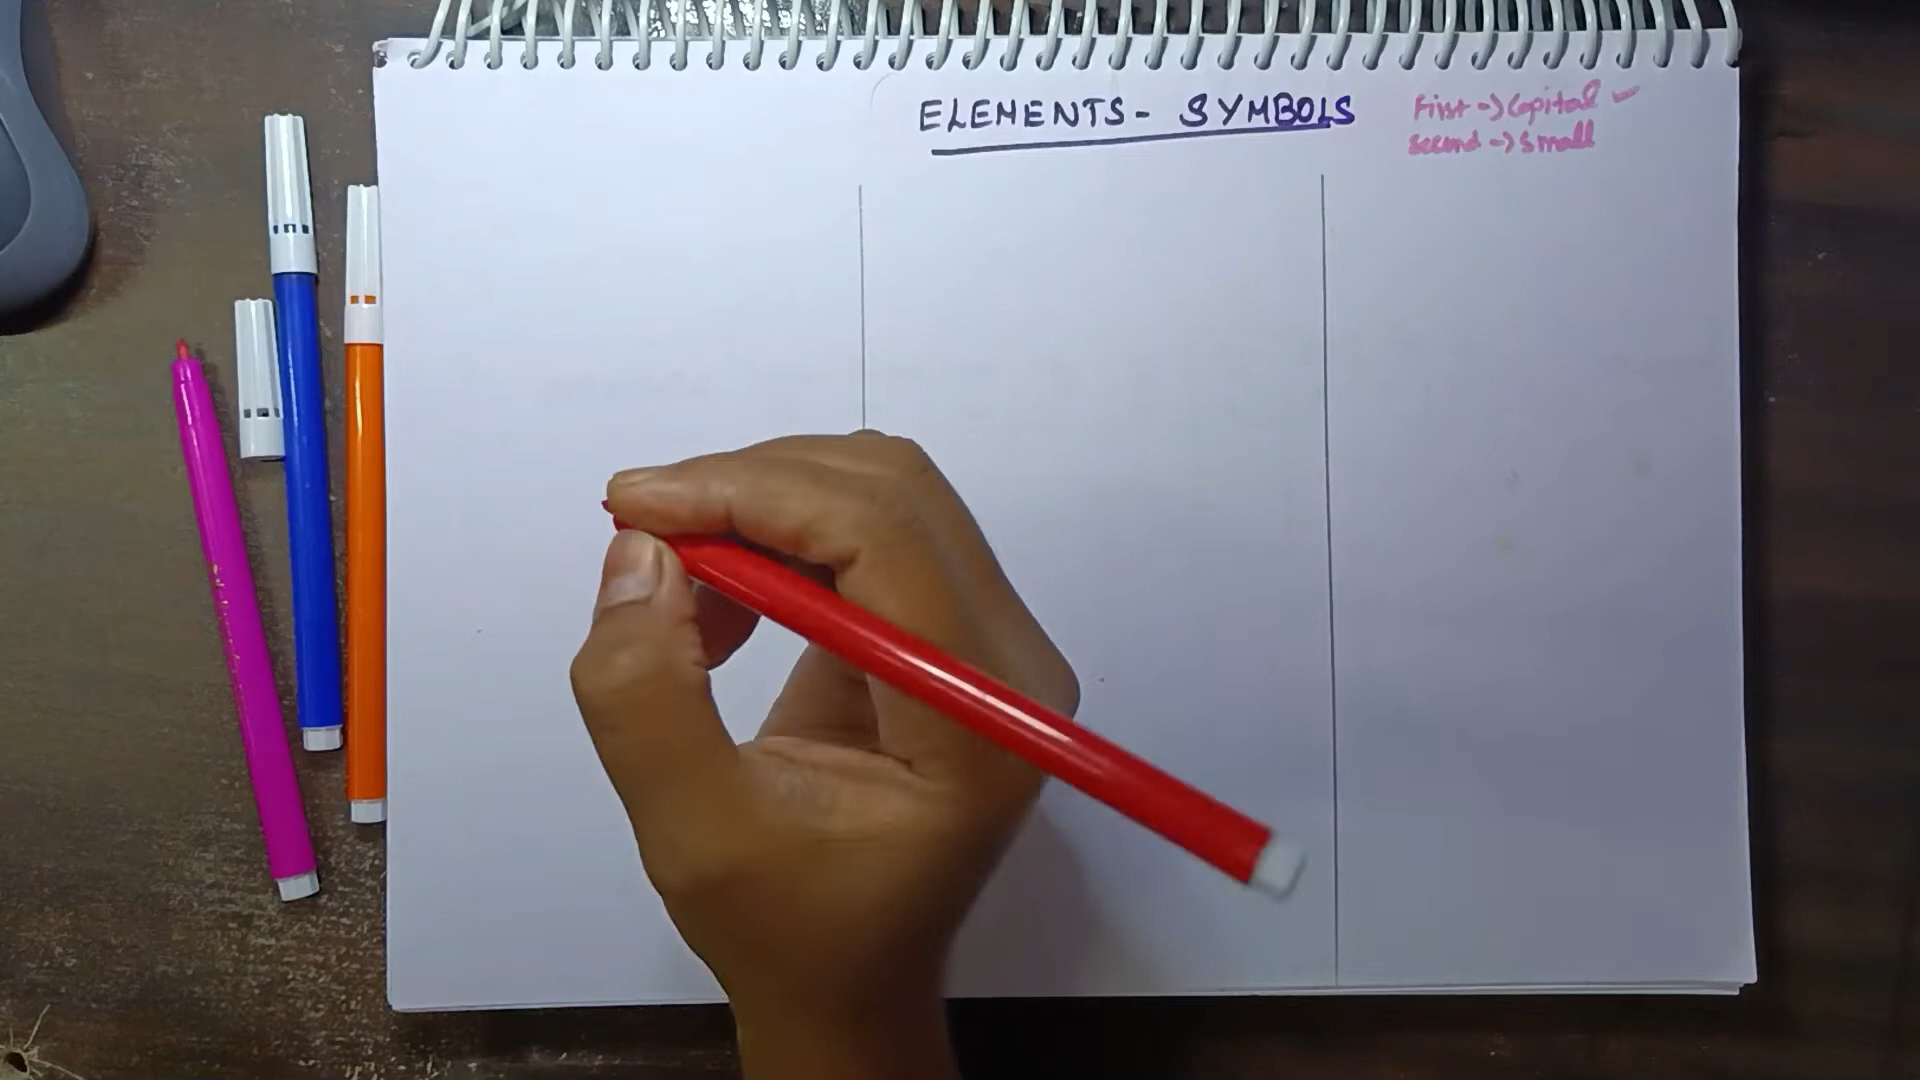 ELEMENTS - SYMBOLS
First -> Capital
Second -> Small